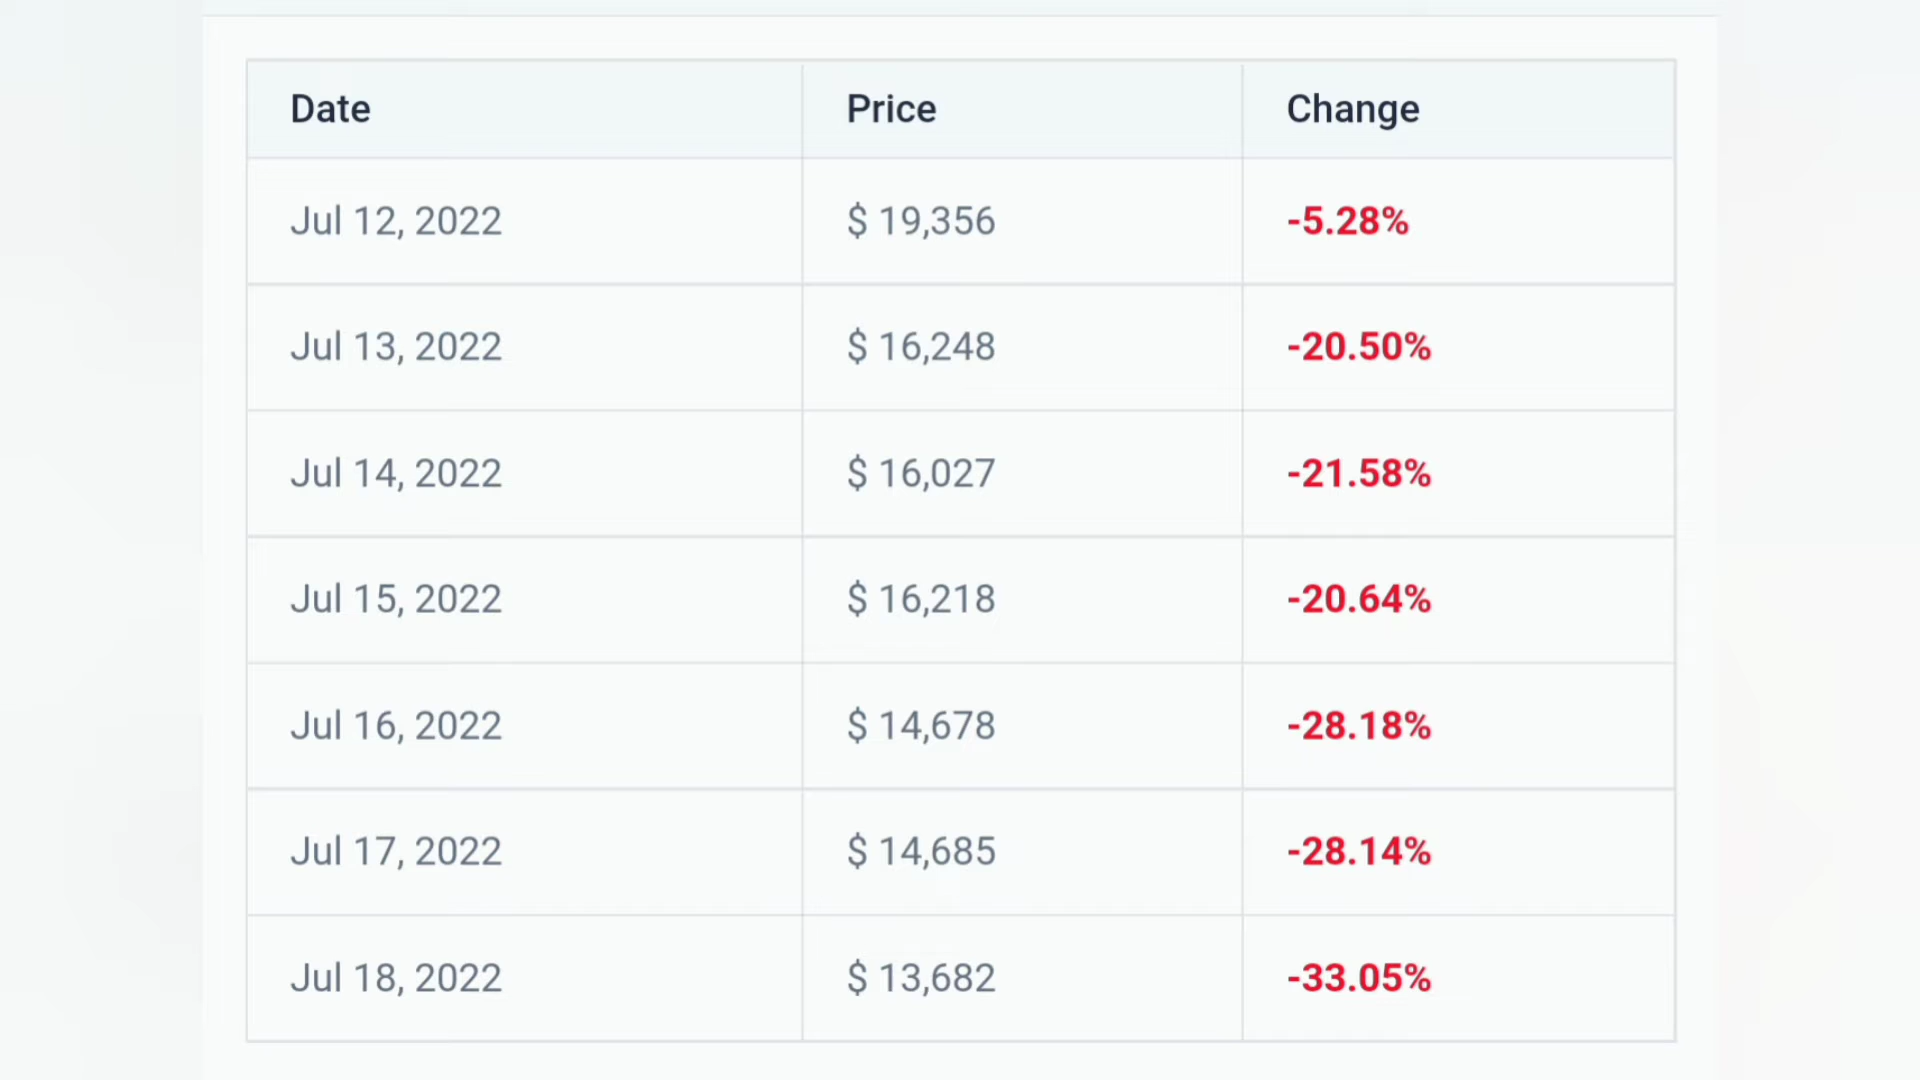 Date Price Change
Jul 12, 2022 $ 19,356 -5.28%
Jul 13, 2022 $ 16,248 -20.50%
Jul 14, 2022 $ 16,027 -21.58%
Jul 15, 2022 $ 16,218 -20.64%
Jul 16, 2022 $ 14,678 -28.18%
Jul 17, 2022 $ 14,685 -28.14%
Jul 18, 2022 $ 13,682 -33.05%